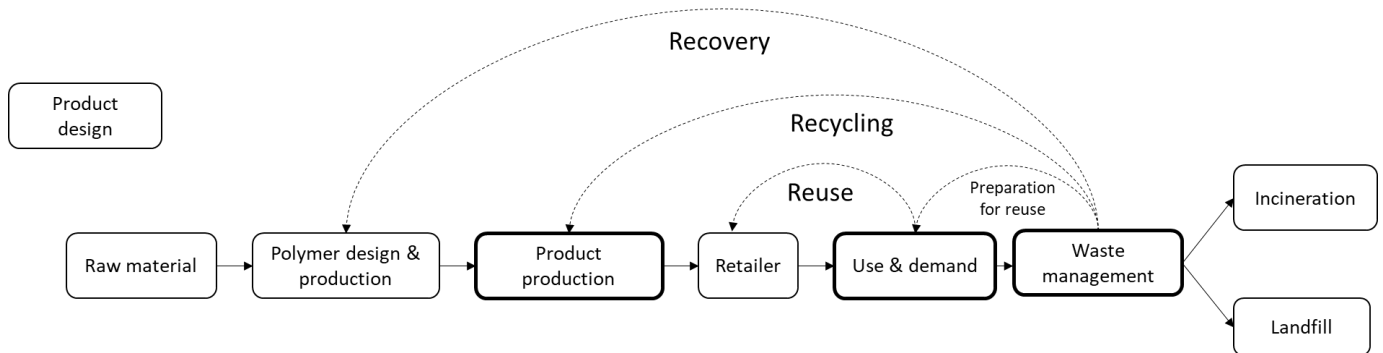 Recovery
Product
design
Recycling
Reuse
Preparation
for reuse
Incineration
Raw material
Polymer design &
production
Product
production
Retailer
Use & demand
Waste
management
Landfill